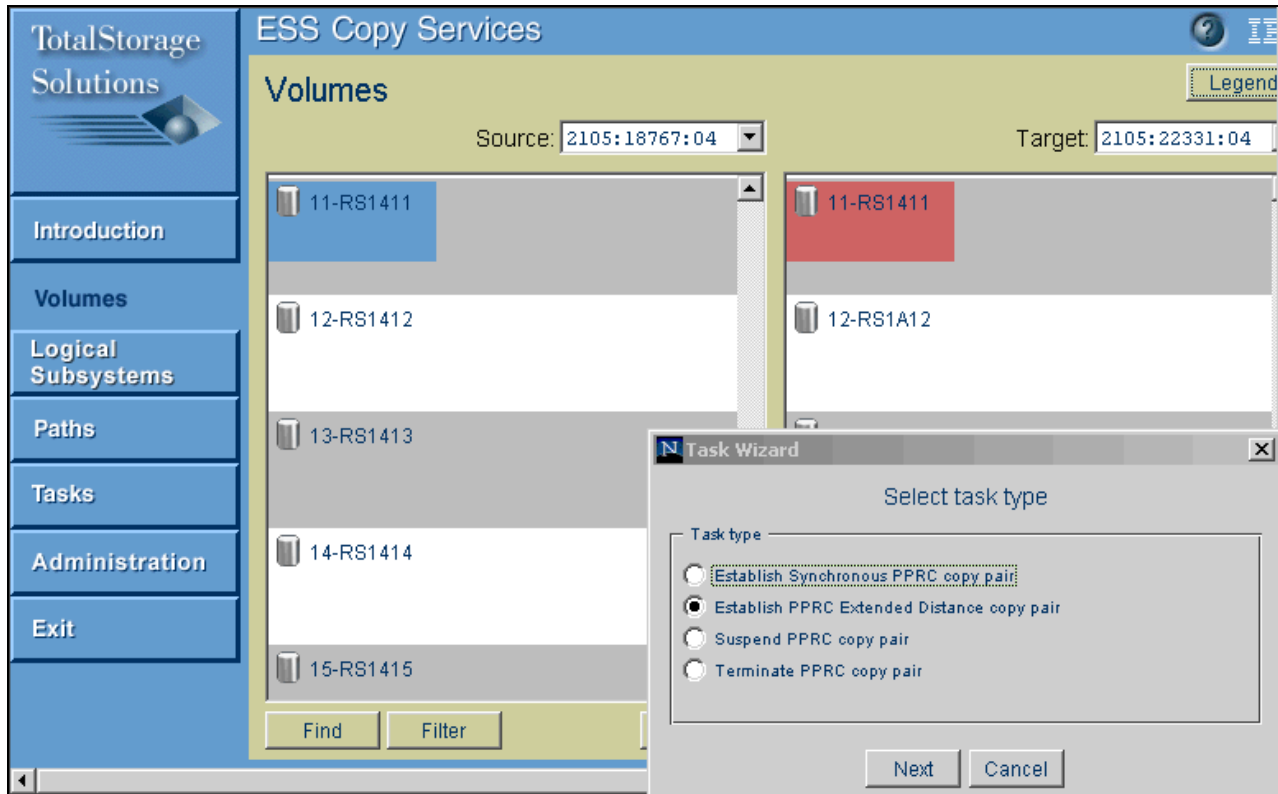 TotalStorage
Solutions
ESS Copy Services
?
Volumes
Legend
Source: 2105:18767:04
Target: 2105:22331:04
Introduction
Volumes
Logical
Subsystems
Paths
Tasks
Administration
Exit
11-RS1411
12-RS1412
13-RS1413
14-RS1414
15-RS1415
11-RS1411
12-RS1A12
Find
Filter
N Task Wizard
Select task type
Task type
Establish Synchronous PPRC copy pair
Establish PPRC Extended Distance copy pair
Suspend PPRC copy pair
Terminate PPRC copy pair
Next
Cancel